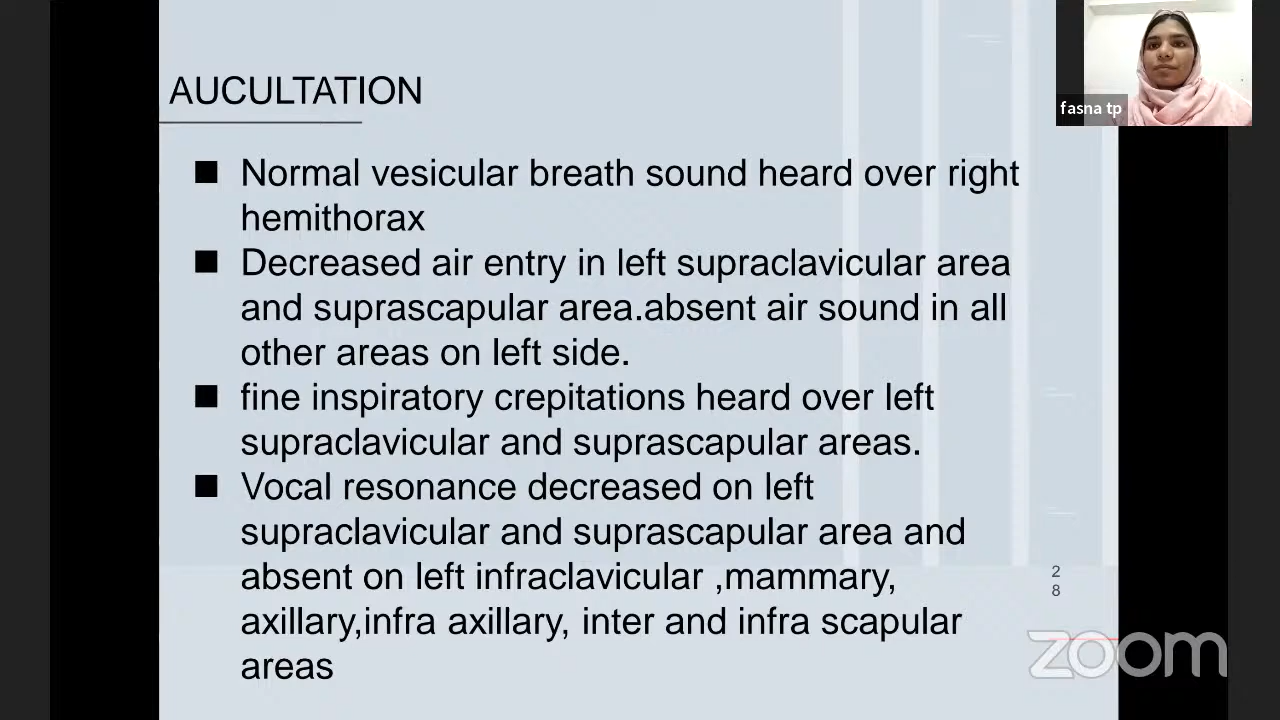 AUCULTATION
fasna tp
■ Normal vesicular breath sound heard over right
hemithorax
■ Decreased air entry in left supraclavicular area
and suprascapular area.absent air sound in all
other areas on left side.
■ fine inspiratory crepitations heard over left
supraclavicular and suprascapular areas.
■ Vocal resonance decreased on left
supraclavicular and suprascapular area and
absent on left infraclavicular ,mammary,
axillary,infra axillary, inter and infra scapular
areas
2
8
zoom